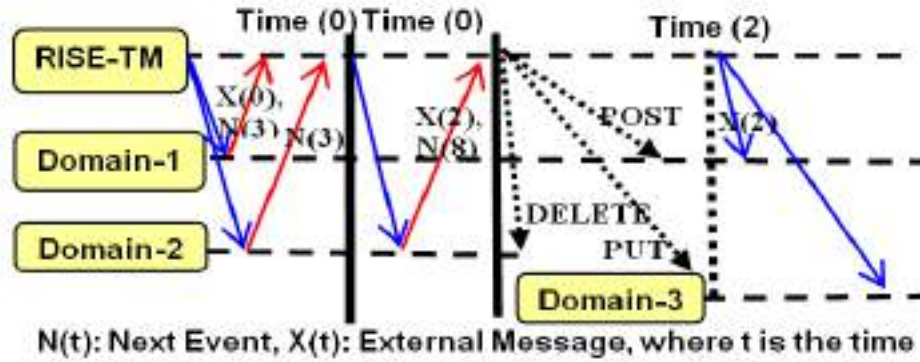 Time (0) Time (0)
Time (2)
RISE-TM
X(0),
N(3) N(3)
X(2),
N(8)
POST
X(2)
Domain-1
DELETE
Domain-2
PUT
Domain-3
N(t): Next Event, X(t): External Message, where t is the time